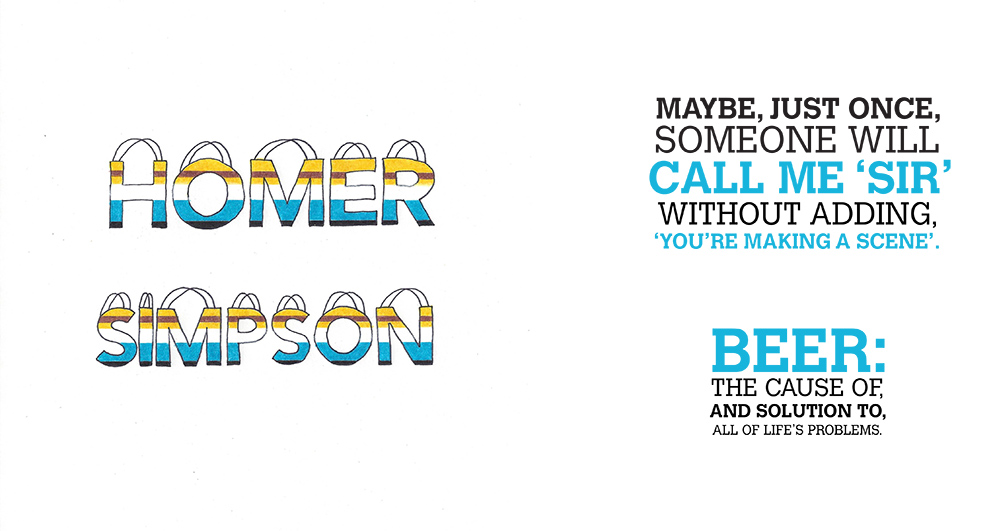 HOMER
SIMPSON
MAYBE, JUST ONCE,
SOMEONE WILL
CALL ME ‘SIR’
WITHOUT ADDING,
‘YOU’RE MAKING A SCENE’.
BEER:
THE CAUSE OF,
AND SOLUTION TO,
ALL OF LIFE’S PROBLEMS.